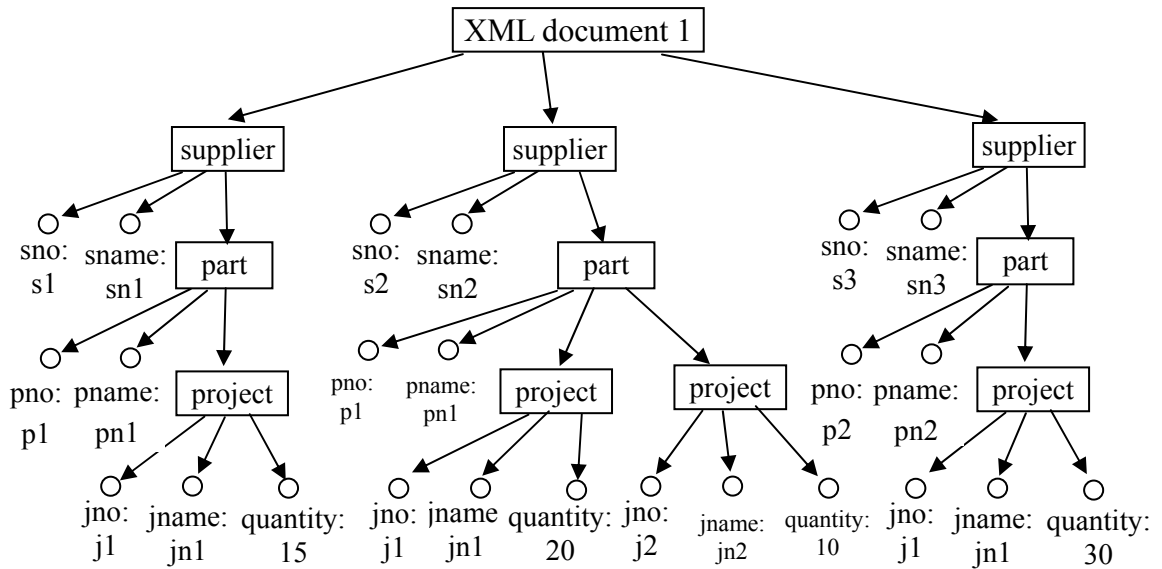 XML document 1
supplier
supplier
supplier
sno:
s1
sname:
sn1
sno:
s2
sname:
sn2
sno:
s3
sname:
sn3
part
part
part
pno:
p1
pname:
pn1
pno:
p1
pname:
pn1
pno:
p2
pname:
pn2
project
project
project
project
jno:
j1
jname:
jn1
quantity:
15
jno:
j1
jname
jn1
quantity:
20
jno:
j2
jname:
jn2
quantity:
10
jno:
j1
jname:
jn1
quantity:
30